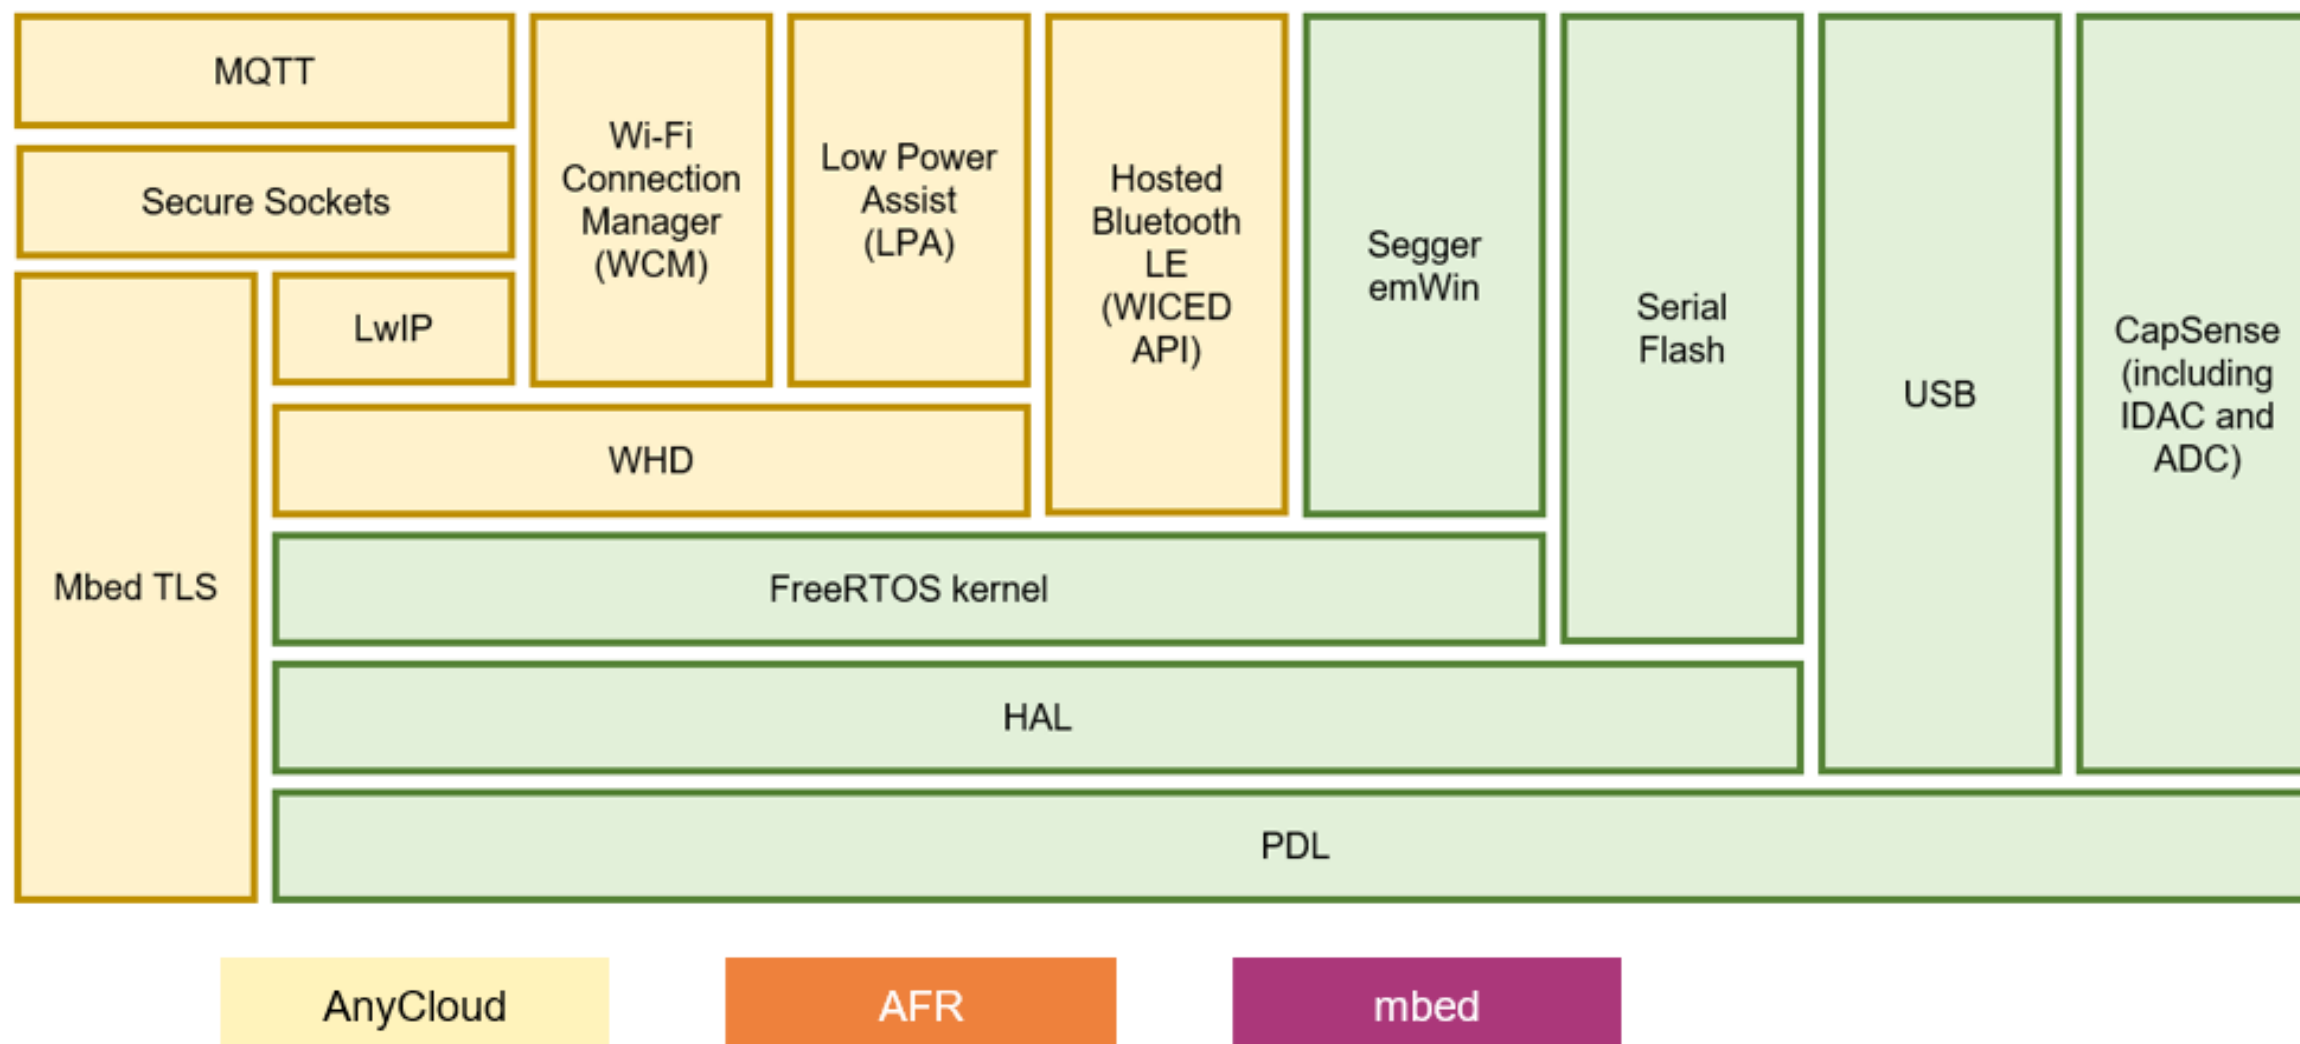 MQTT
Secure Sockets
Mbed TLS
LwIP
Wi-Fi
Connection
Manager
(WCM)
Low Power
Assist
(LPA)
WHD
Hosted
Bluetooth
LE
(WICED
API)
Segger
emWin
Serial
Flash
USB
CapSense
(including
IDAC and
ADC)
FreeRTOS kernel
HAL
PDL
AnyCloud
AFR
mbed